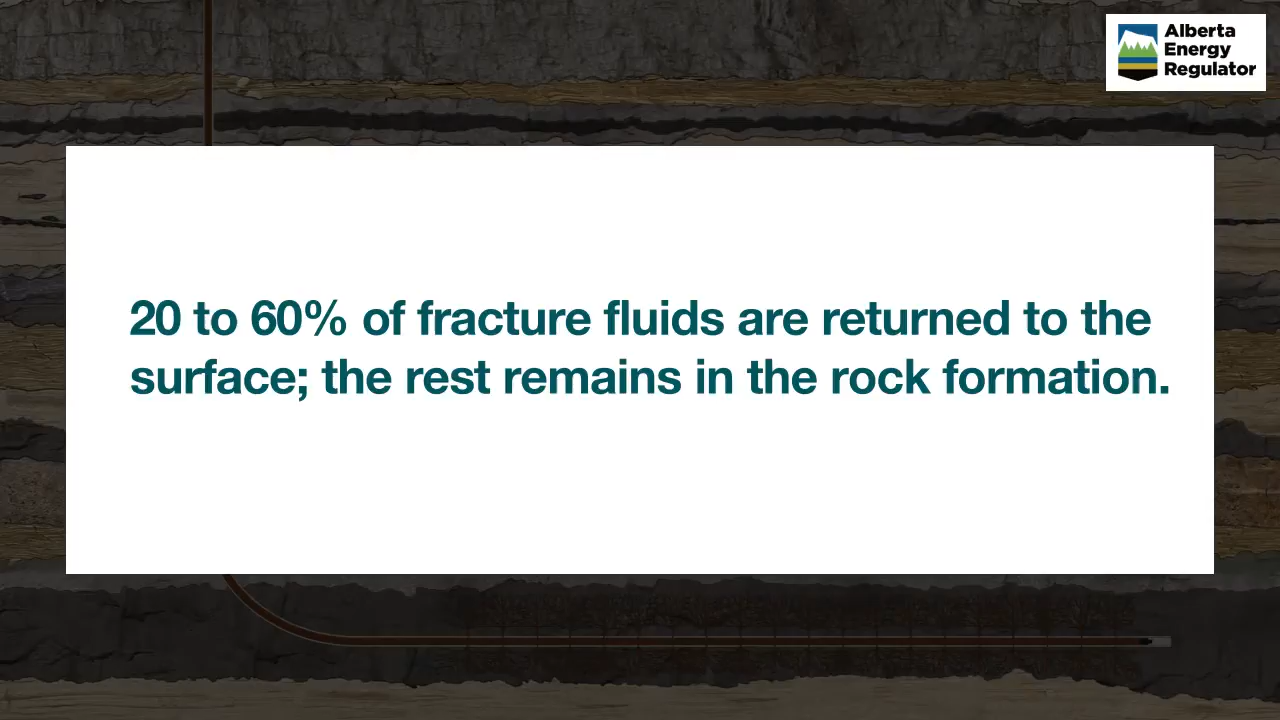 Alberta
Energy
Regulator
20 to 60% of fracture fluids are returned to the
surface; the rest remains in the rock formation.